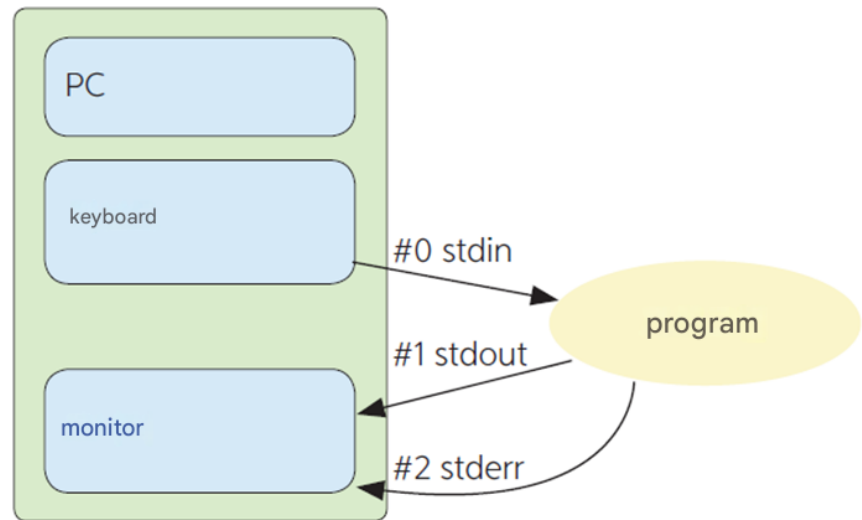 PC
keyboard
#0 stdin
program
#1 stdout
monitor
#2 stderr